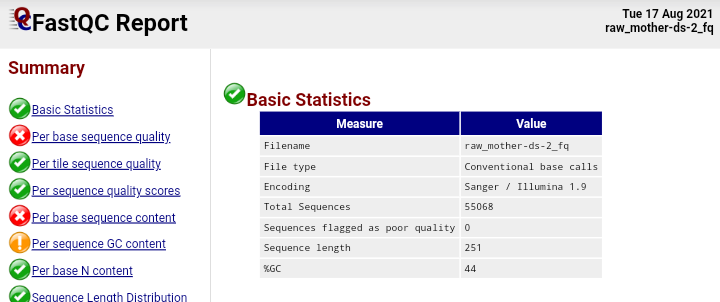 FastQC Report
Tue 17 Aug 2021
raw_mother-ds-2_fq
Summary
Basic Statistics
Per base sequence quality
Per tile sequence quality
Per sequence quality scores
Per base sequence content
Per sequence GC content
Per base N content
Sequence Length Distribution
Basic Statistics
Measure Value
Filename raw_mother-ds-2_fq
File type Conventional base calls
Encoding Sanger / Illumina 1.9
Total Sequences 55068
Sequences flagged as poor quality 0
Sequence length 251
%GC 44